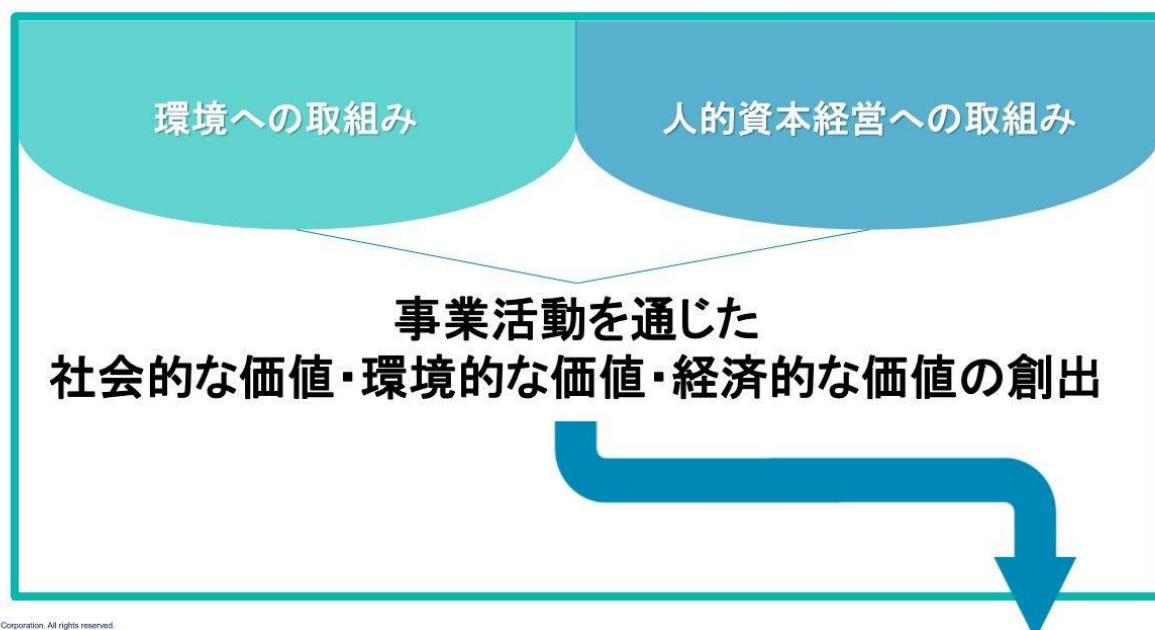 環境への取組み
人的資本経営への取組み
事業活動を通じた
社会的な価値・環境的な価値・経済的な価値の創出
Corporation. All rights reserved.